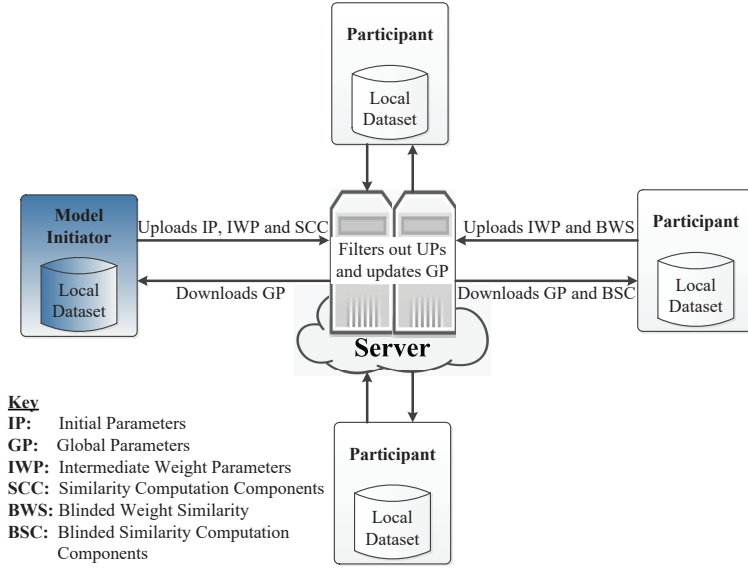 Participant
Local
Dataset
Model
Initiator
Local
Dataset
Uploads IP, IWP and SCC
Downloads GP
Filters out UPs
and updates GP
Server
Uploads IWP and BWS
Downloads GP and BSC
Participant
Local
Dataset
Participant
Local
Dataset
Key
IP: Initial Parameters
GP: Global Parameters
IWP: Intermediate Weight Parameters
SCC: Similarity Computation Components
BWS: Blinded Weight Similarity
BSC: Blinded Similarity Computation
Components